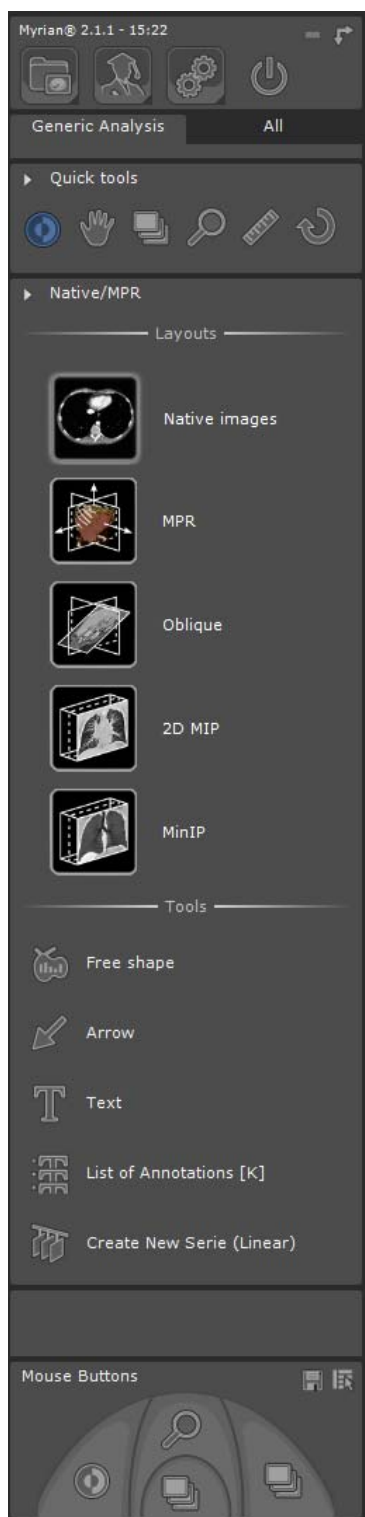 Myrian® 2.1.1 - 15:22
Generic Analysis All
Quick tools
Native/MPR
Layouts
Native images
MPR
Oblique
2D MIP
MinIP
Tools
Free shape
Arrow
T Text
List of Annotations [K]
Create New Serie (Linear)
Mouse Buttons